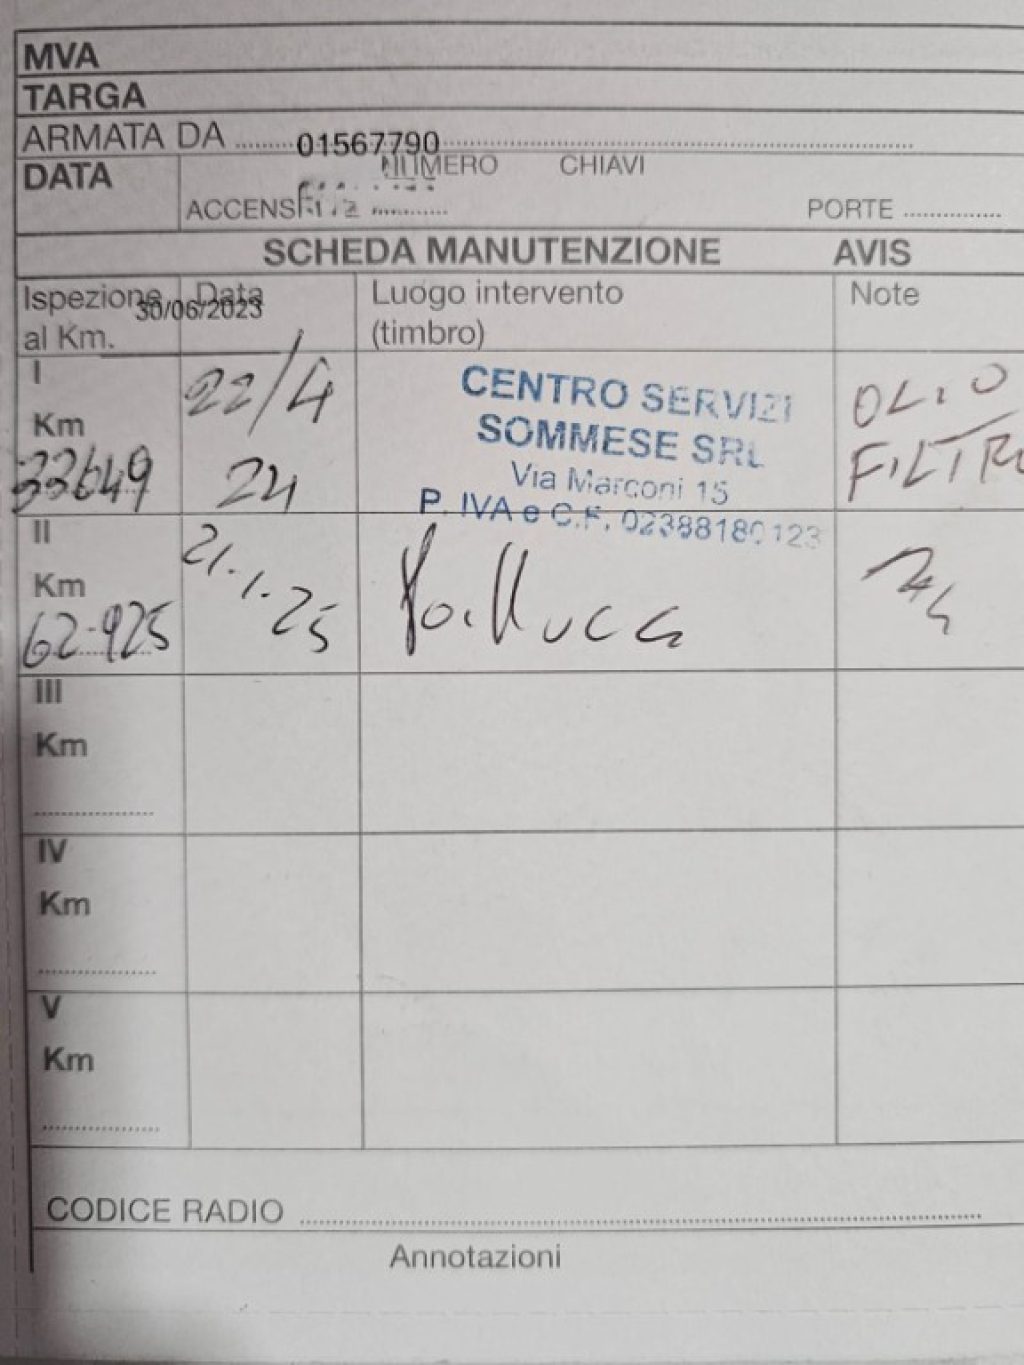 MVA
TARGA
ARMATA DA 01567790
DATA
NUMERO CHIAVI
ACCENS PORTE
SCHEDA MANUTENZIONE AVIS
Ispezione Data Luogo intervento Note
30/06/2023
al Km. (timbro)
I
Km
33649
22/4
24
CENTRO SERVIZI
SOMMESE SRL
Via Marconi 15
P. IVA e C.F. 02388180123
OLIO
FILTRO
II
Km
62.925
21.1.25
III
Km
IV
Km
V
Km
CODICE RADIO
Annotazioni